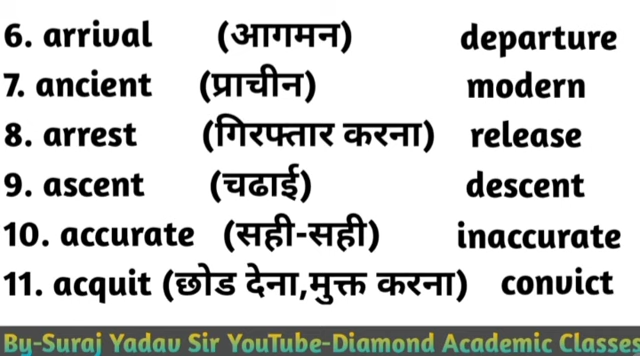 6. arrival (आगमन) departure
7. ancient (प्राचीन) modern
8. arrest (गिरफ्तार करना) release
9. ascent (चढाई) descent
10. accurate (सही-सही) inaccurate
11. acquit (छोड देना,मुक्त करना) convict
By-Suraj Yadav Sir YouTube-Diamond Academic Classes